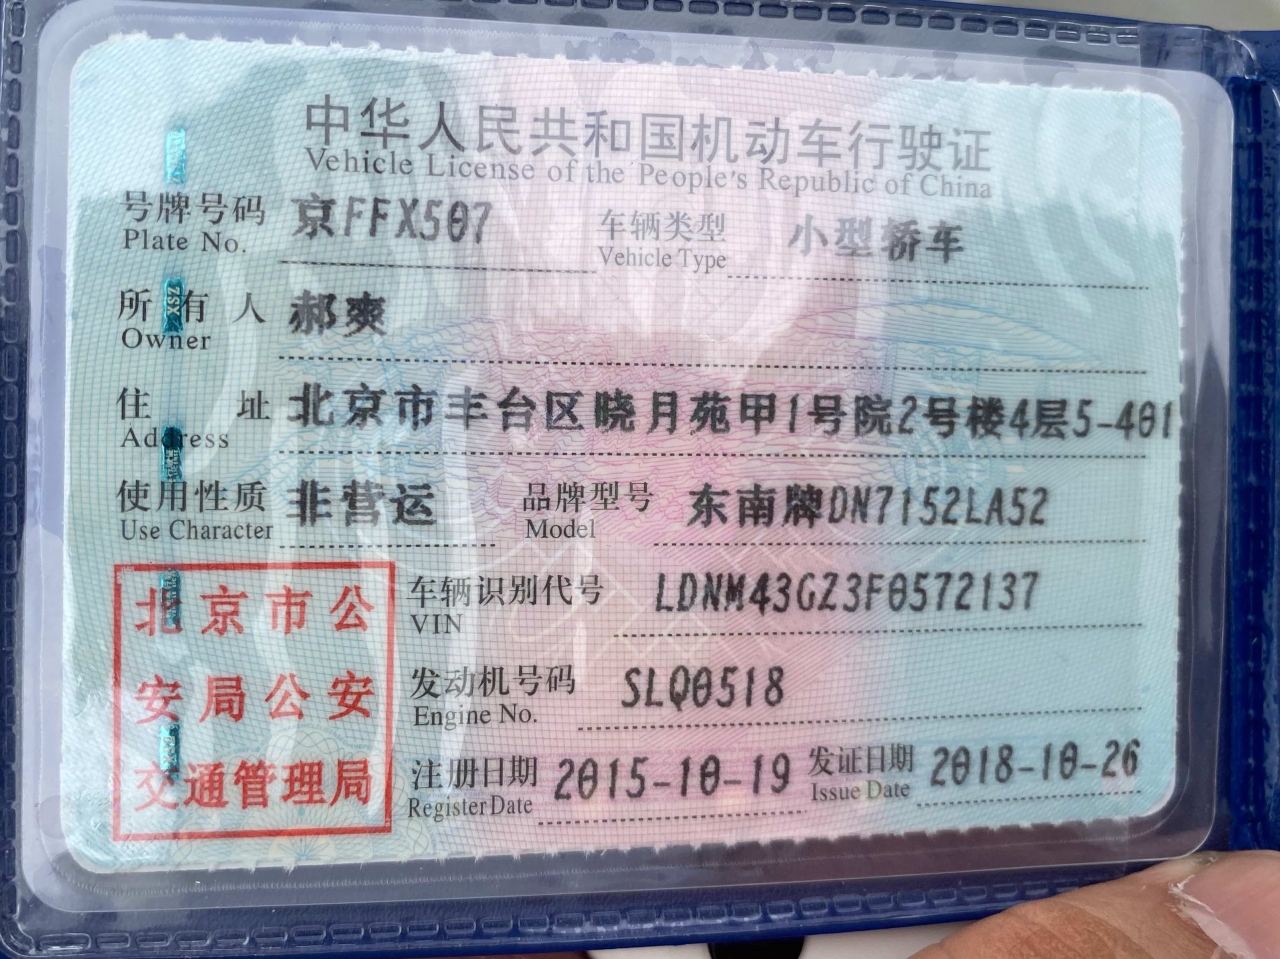 中华人民共和国机动车行驶证
Vehicle License of the People's Republic of China
号牌号码 京FFX507 车辆类型 小型轿车
Plate No. Vehicle Type
所有人 郝爽
Owner
住址 北京市丰台区晓月苑甲1号院2号楼4层5-401
Address
使用性质 非营运 品牌型号 东南牌DN7152LA52
Use Character Model
车辆识别代号 LDNM43GZ3F0572137
VIN
发动机号码 SLQ0518
Engine No.
注册日期 2015-10-19 发证日期 2018-10-26
Register Date Issue Date
北京市公
安局公安
交通管理局